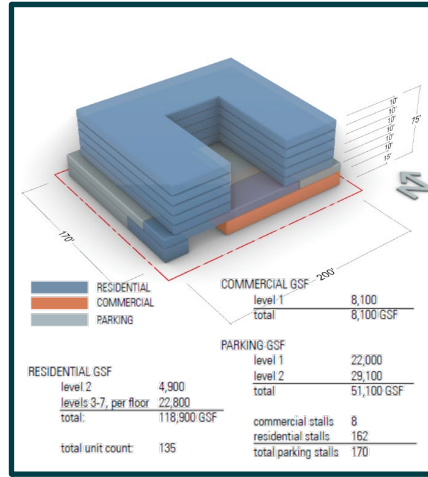 10'
10'
10'
10'
10'
10'
15'
75'
N
170'
200'
RESIDENTIAL
COMMERCIAL
PARKING
COMMERCIAL GSF
level 1 8,100
total 8,100 GSF
PARKING GSF
level 1 22,000
level 2 29,100
total 51,100 GSF
commercial stalls 8
residential stalls 162
total parking stalls 170
RESIDENTIAL GSF
level 2 4,900
levels 3-7, per floor 22,800
total: 118,900 GSF
total unit count: 135